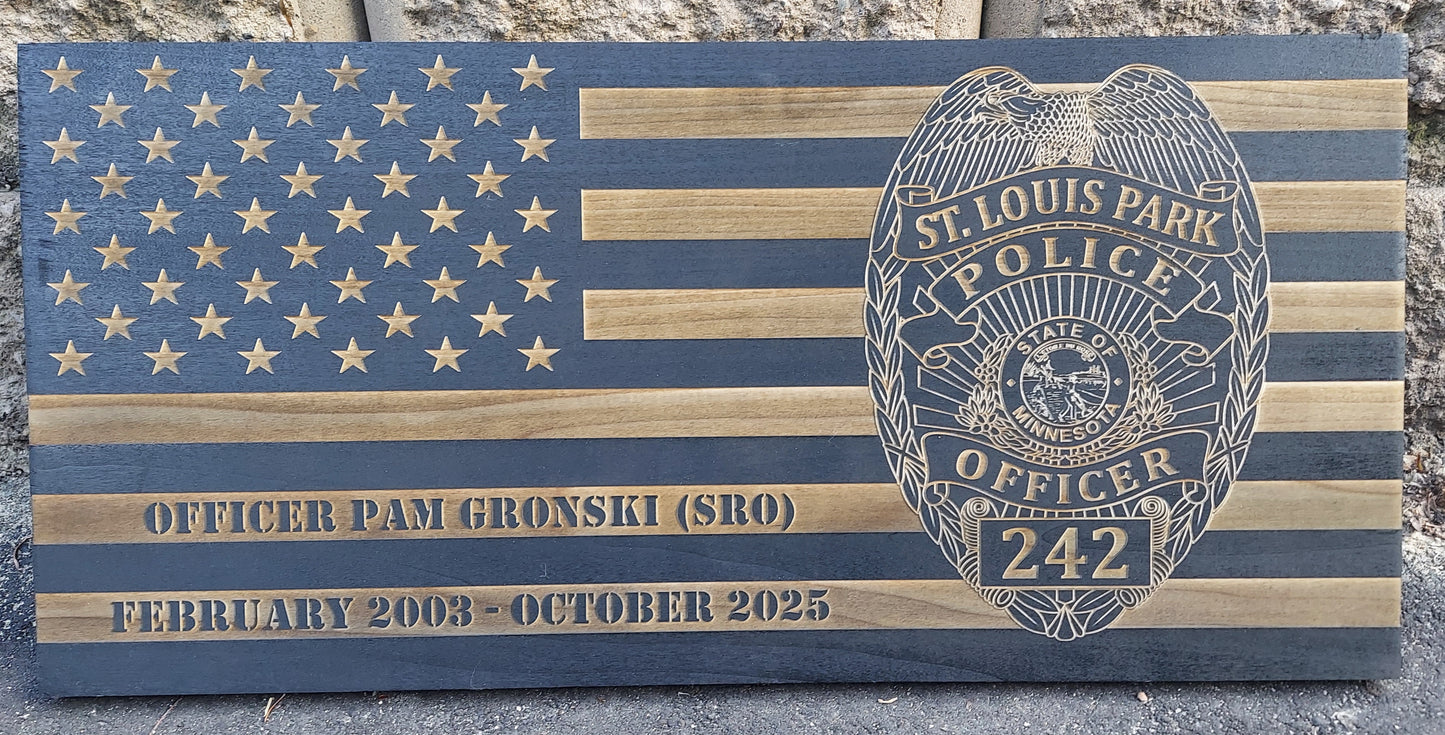 ST. LOUIS PARK
POLICE
STATE OF
MINNESOTA
OFFICER
242
OFFICER PAM GRONSKI (SRO)
FEBRUARY 2003 - OCTOBER 2025